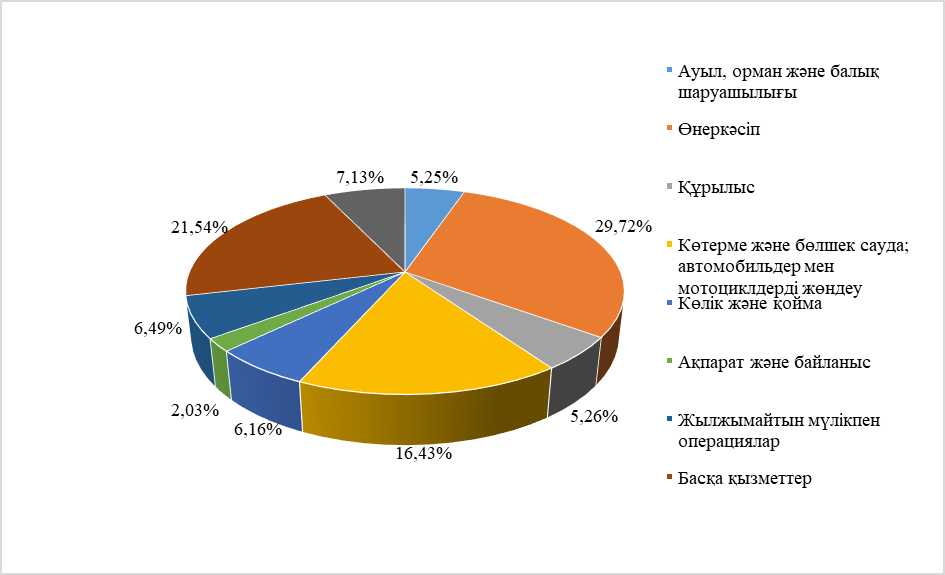 Ауыл, орман және балық
шаруашылығы
Өнеркәсіп
Құрылыс
Көтерме және бөлшек сауда;
автомобильдер мен
мотоциклдерді жөндеу
Көлік және қойма
Ақпарат және байланыс
Жылжымайтын мүлікпен
операциялар
Басқа қызметтер
7,13%
5,25%
29,72%
21,54%
6,49%
2,03%
6,16%
16,43%
5,26%